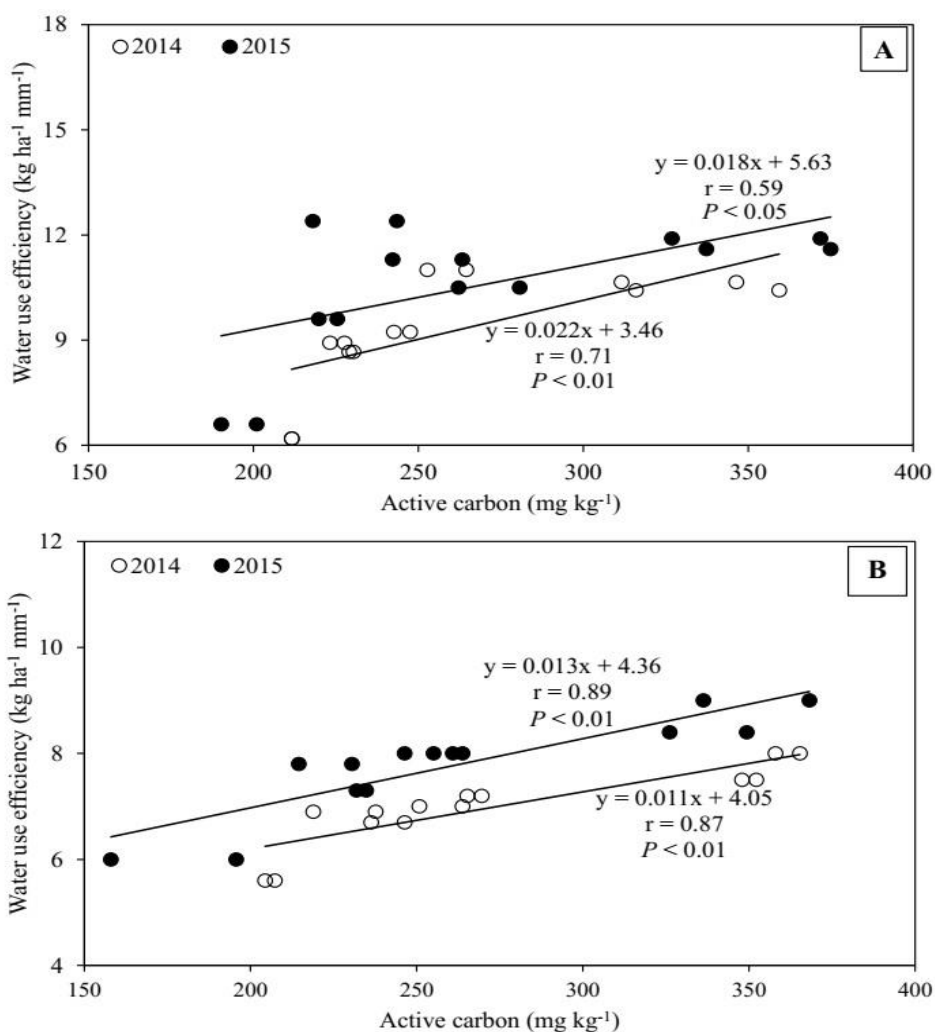 18
15
12
9
6
Water use efficiency (kg ha⁻¹ mm⁻¹)
2014 2015
A
y = 0.018x + 5.63
r = 0.59
P < 0.05
y = 0.022x + 3.46
r = 0.71
P < 0.01
150 200 250 300 350 400
Active carbon (mg kg⁻¹)
12
10
8
6
4
Water use efficiency (kg ha⁻¹ mm⁻¹)
2014 2015
B
y = 0.013x + 4.36
r = 0.89
P < 0.01
y = 0.011x + 4.05
r = 0.87
P < 0.01
150 200 250 300 350 400
Active carbon (mg kg⁻¹)